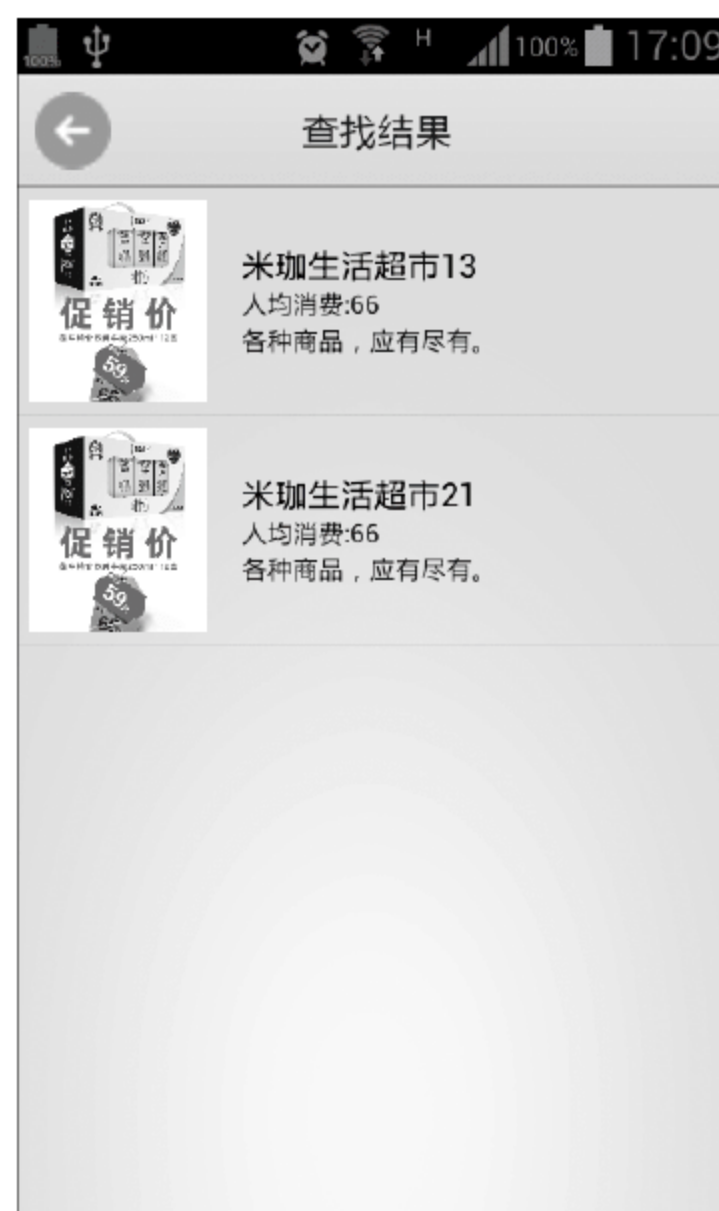 100%
H
100%
17:09
查找结果
米珈生活超市13
人均消费:66
各种商品，应有尽有。
促销价
59
米珈生活超市21
人均消费:66
各种商品，应有尽有。
促销价
59